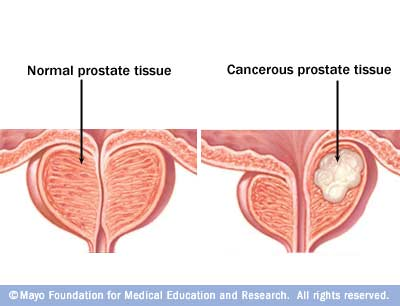 Normal prostate tissue
Cancerous prostate tissue
©Mayo Foundation for Medical Education and Research. All rights reserved.